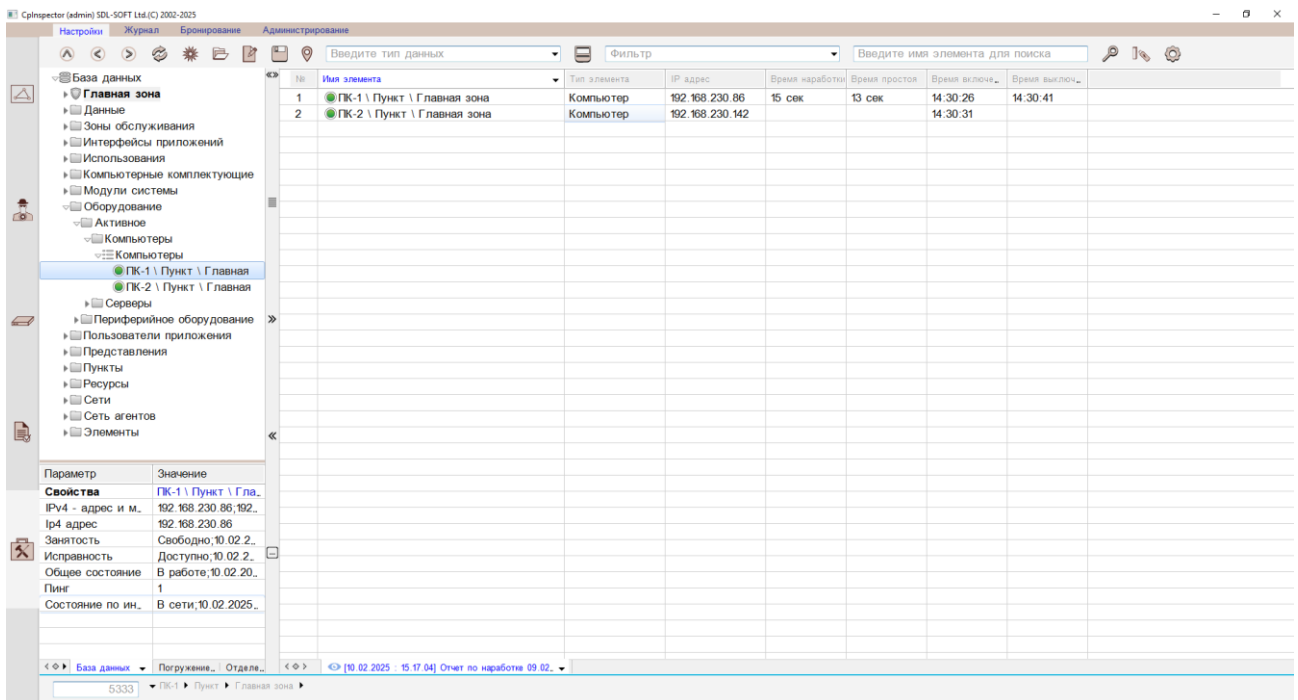 CpInspector (admin) SDL-SOFT Ltd.(C) 2002-2025
Настройки Журнал Бронирование Администрирование
Введите тип данных Фильтр Введите имя элемента для поиска
База данных
Главная зона
Данные
Зоны обслуживания
Интерфейсы приложений
Использования
Компьютерные комплектующие
Модули системы
Оборудование
Активное
Компьютеры
Компьютеры
ПК-1 \ Пункт \ Главная
ПК-2 \ Пункт \ Главная
Серверы
Периферийное оборудование
Пользователи приложения
Представления
Пункты
Ресурсы
Сети
Сеть агентов
Элементы
№ Имя элемента Тип элемента IP адрес Время наработки Время простоя Время включе... Время выключ...
1 ПК-1 \ Пункт \ Главная зона Компьютер 192.168.230.86 15 сек 13 сек 14:30:26 14:30:41
2 ПК-2 \ Пункт \ Главная зона Компьютер 192.168.230.142 14:30:31
Параметр Значение
Свойства ПК-1 \ Пункт \ Гла...
IPv4 - адрес и м... 192.168.230.86;192...
Ip4 адрес 192.168.230.86
Занятость Свободно;10.02.2...
Исправность Доступно;10.02.2...
Общее состояние В работе;10.02.20...
Пинг 1
Состояние по ин... В сети;10.02.2025...
База данных Погружение... Отделе... [10.02.2025 : 15.17.04] Отчет по наработке 09.02...
5333 ПК-1 Пункт Главная зона